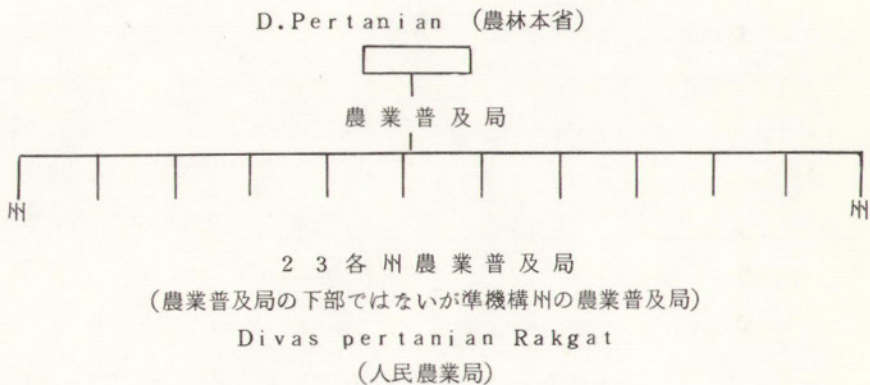 D.Pertanian (農林本省)
農業普及局
州 州
23各州農業普及局
(農業普及局の下部ではないが準機構州の農業普及局)
Divas pertanian Rakgat
(人民農業局)